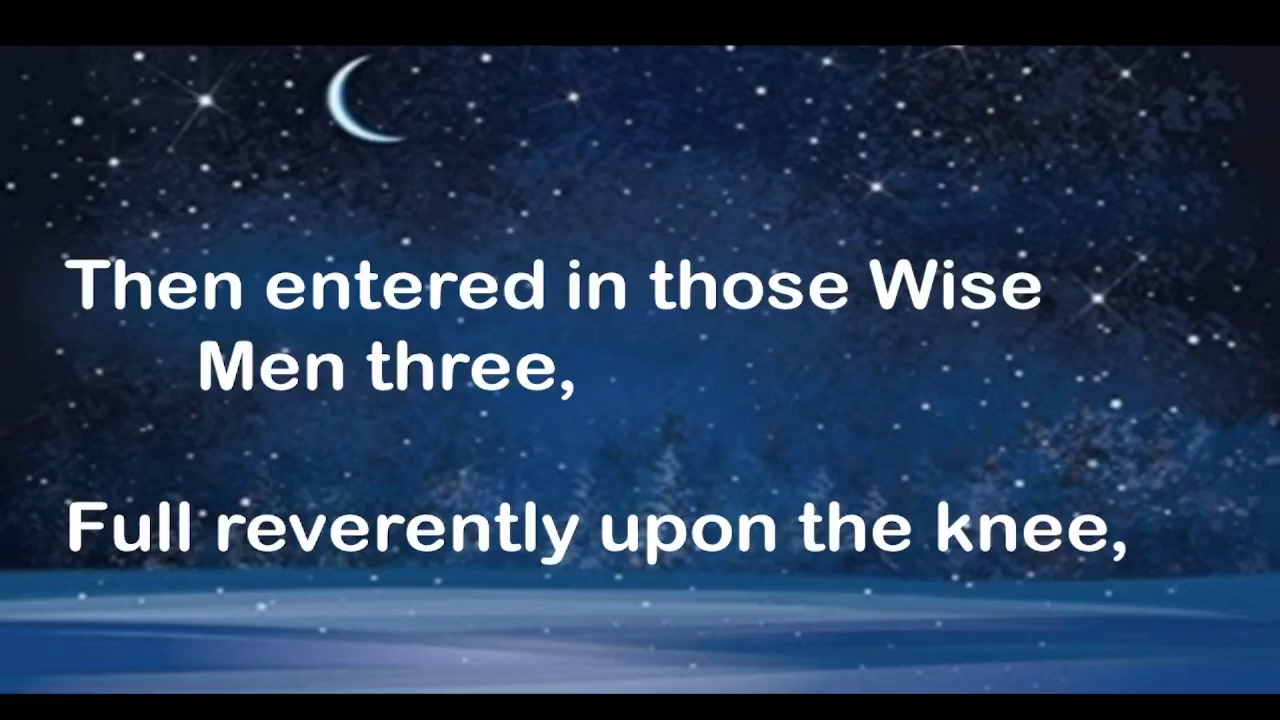 Then entered in those Wise
Men three,
Full reverently upon the knee,